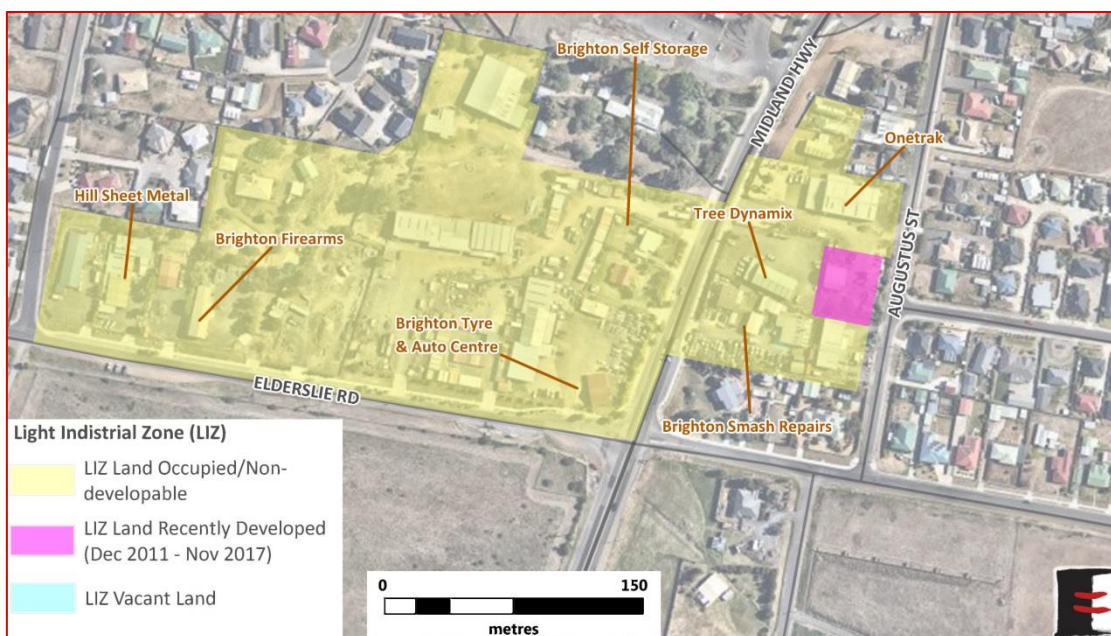 Brighton Self Storage
MIDLAND HWY
Onetrak
Hill Sheet Metal
Tree Dynamix
Brighton Firearms
AUGUSTUS ST
Brighton Tyre
& Auto Centre
ELDERSLIE RD
Brighton Smash Repairs
Light Indistrial Zone (LIZ)
LIZ Land Occupied/Non-
developable
LIZ Land Recently Developed
(Dec 2011 - Nov 2017)
LIZ Vacant Land
0 150
metres